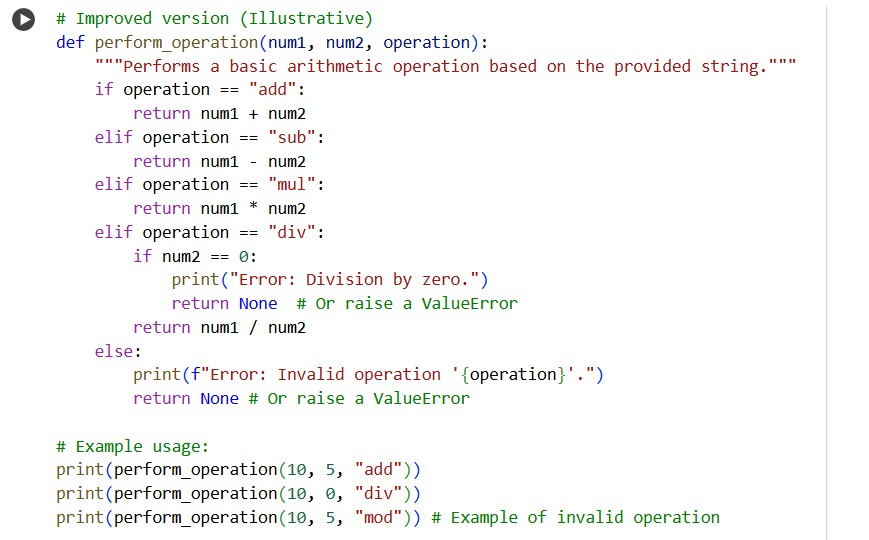 # Improved version (Illustrative)
def perform_operation(num1, num2, operation):
    """Performs a basic arithmetic operation based on the provided string."""
    if operation == "add":
        return num1 + num2
    elif operation == "sub":
        return num1 - num2
    elif operation == "mul":
        return num1 * num2
    elif operation == "div":
        if num2 == 0:
            print("Error: Division by zero.")
            return None  # Or raise a ValueError
        return num1 / num2
    else:
        print(f"Error: Invalid operation '{operation}'.")
        return None # Or raise a ValueError

# Example usage:
print(perform_operation(10, 5, "add"))
print(perform_operation(10, 0, "div"))
print(perform_operation(10, 5, "mod")) # Example of invalid operation